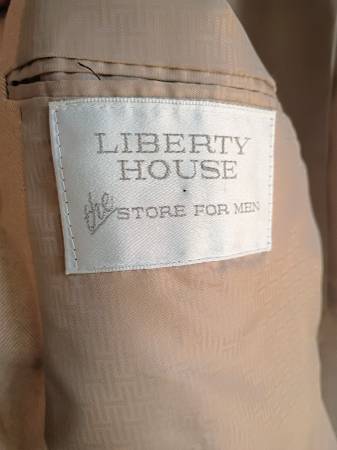 LIBERTY
HOUSE
the STORE FOR MEN